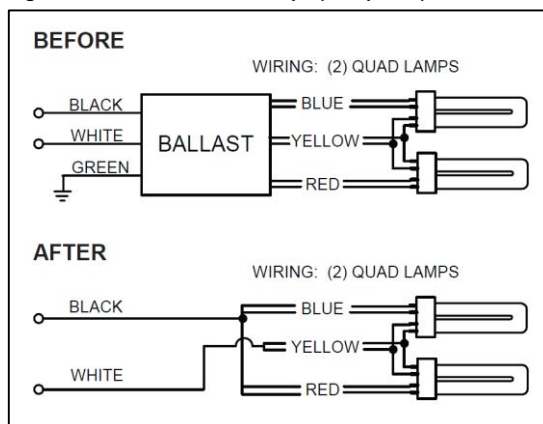 BEFORE
WIRING: (2) QUAD LAMPS
BLACK
BLUE
WHITE
BALLAST
YELLOW
GREEN
RED
AFTER
WIRING: (2) QUAD LAMPS
BLACK
BLUE
YELLOW
WHITE
RED